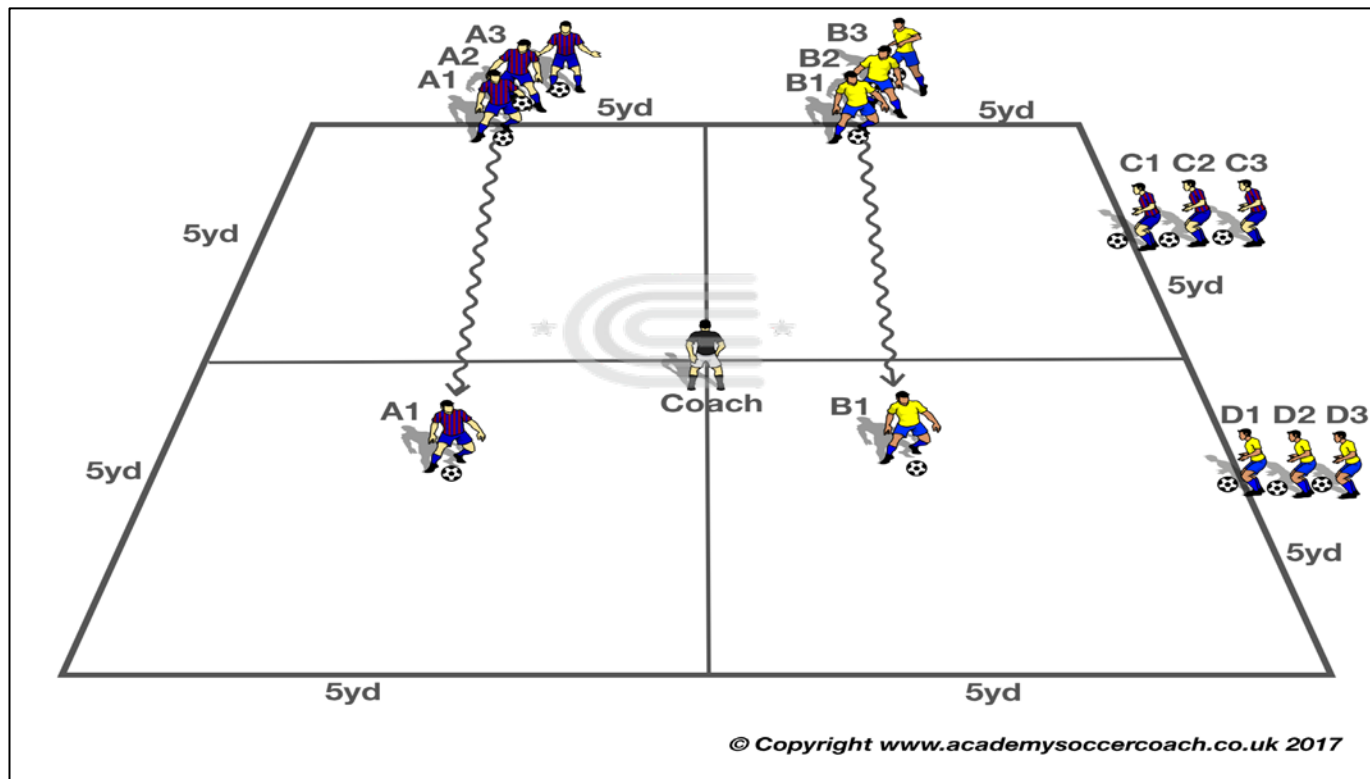 A3
A2
A1
B3
B2
B1
5yd
5yd
C1 C2 C3
5yd
5yd
Coach
A1
B1
D1 D2 D3
5yd
5yd
5yd
5yd
© Copyright www.academysoccercoach.co.uk 2017